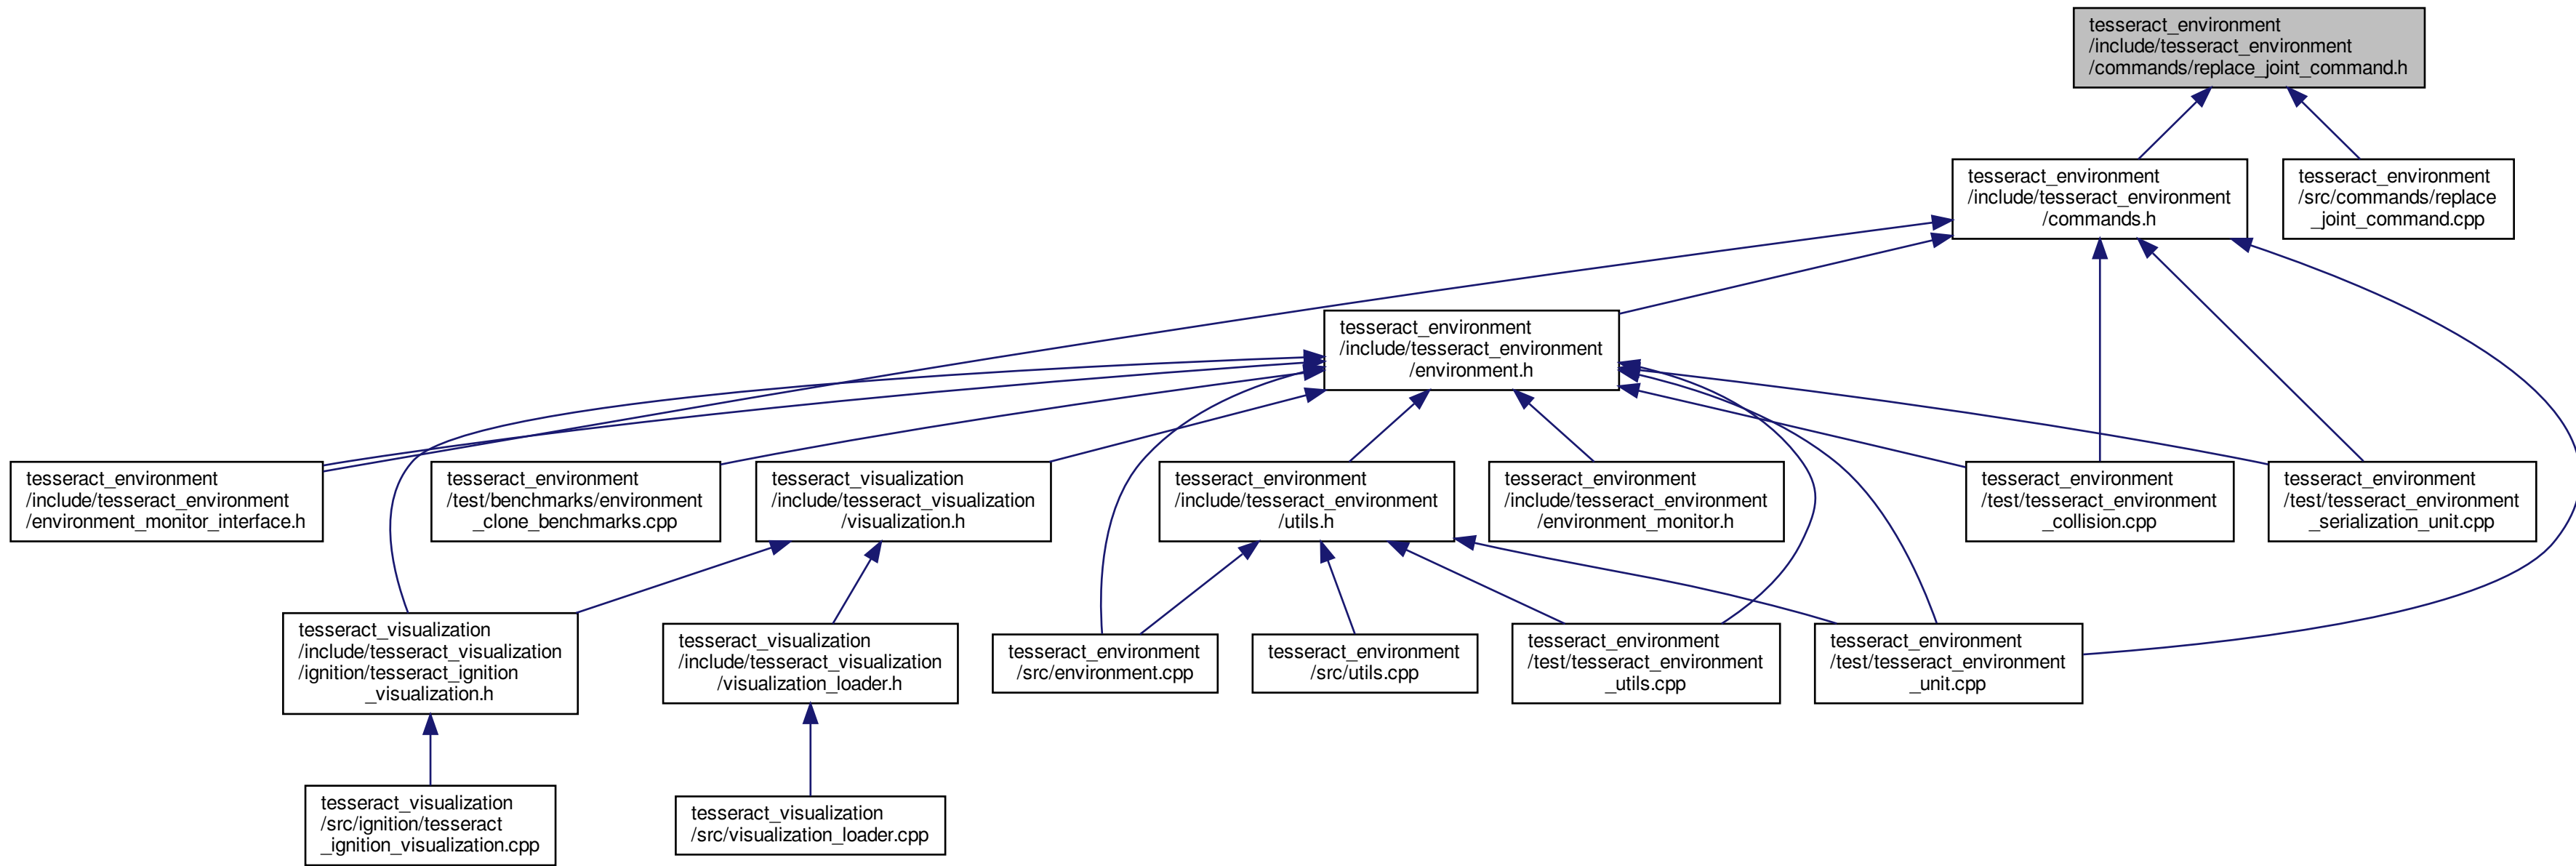 tesseract_environment
/include/tesseract_environment
/commands/replace_joint_command.h
tesseract_environment
/include/tesseract_environment
/commands.h
tesseract_environment
/src/commands/replace
_joint_command.cpp
tesseract_environment
/include/tesseract_environment
/environment.h
tesseract_environment
/include/tesseract_environment
/environment_monitor_interface.h
tesseract_environment
/test/benchmarks/environment
_clone_benchmarks.cpp
tesseract_visualization
/include/tesseract_visualization
/visualization.h
tesseract_environment
/include/tesseract_environment
/utils.h
tesseract_environment
/include/tesseract_environment
/environment_monitor.h
tesseract_environment
/test/tesseract_environment
_collision.cpp
tesseract_environment
/test/tesseract_environment
_serialization_unit.cpp
tesseract_visualization
/include/tesseract_visualization
/ignition/tesseract_ignition
_visualization.h
tesseract_visualization
/include/tesseract_visualization
/visualization_loader.h
tesseract_environment
/src/environment.cpp
tesseract_environment
/src/utils.cpp
tesseract_environment
/test/tesseract_environment
_utils.cpp
tesseract_environment
/test/tesseract_environment
_unit.cpp
tesseract_visualization
/src/ignition/tesseract
_ignition_visualization.cpp
tesseract_visualization
/src/visualization_loader.cpp